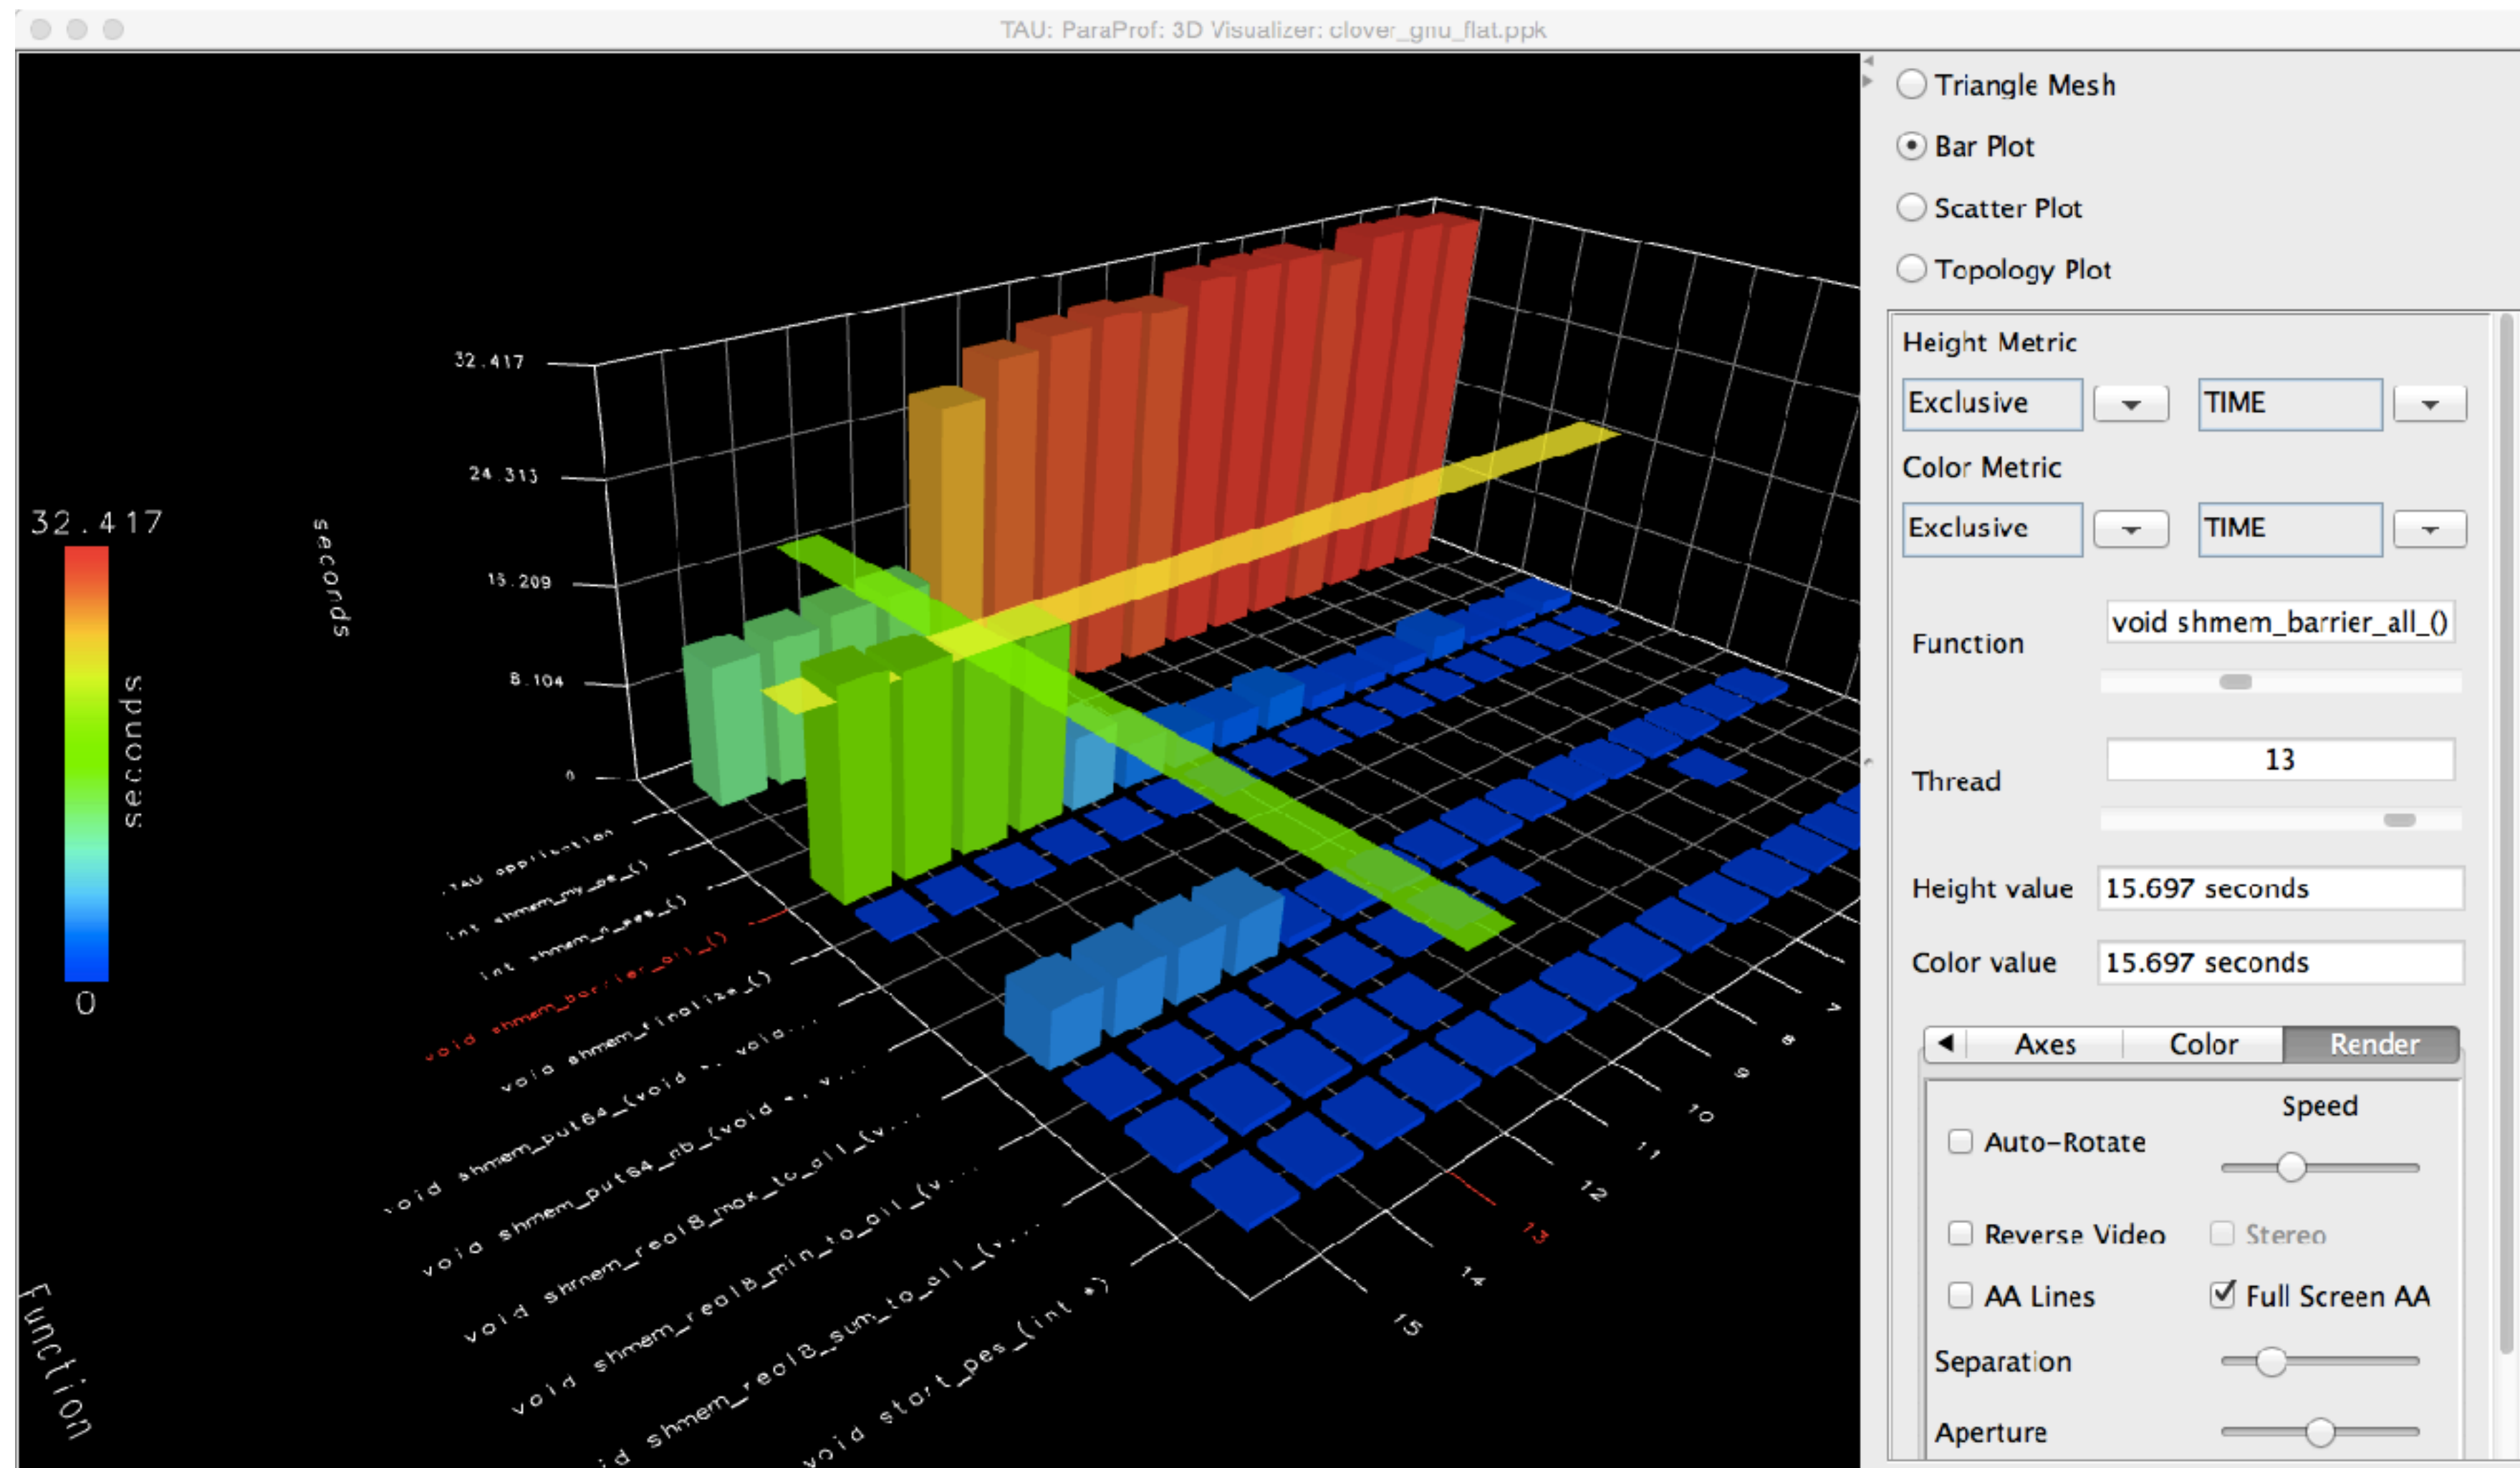 TAU: ParaProf: 3D Visualizer: clover_gnu_flat.ppk
32.417
24.313
16.209
8.104
0
seconds
32.417
seconds
0
.TAU application
int shmem_my_pe_()
int shmem_n_pes_()
void shmem_barrier_all_()
void shmem_finalize_()
void shmem_put64_(void *, void...
void shmem_put64_nb_(void *, v...
void shmem_real8_max_to_all_(v...
void shmem_real8_min_to_all_(v...
id shmem_real8_sum_to_all_(v...
void start_pes_(int *)
Function
7
8
9
10
11
12
13
14
15
Triangle Mesh
Bar Plot
Scatter Plot
Topology Plot
Height Metric
Exclusive TIME
Color Metric
Exclusive TIME
Function void shmem_barrier_all_()
Thread 13
Height value 15.697 seconds
Color value 15.697 seconds
Axes Color Render
Speed
Auto-Rotate
Reverse Video Stereo
AA Lines Full Screen AA
Separation
Aperture